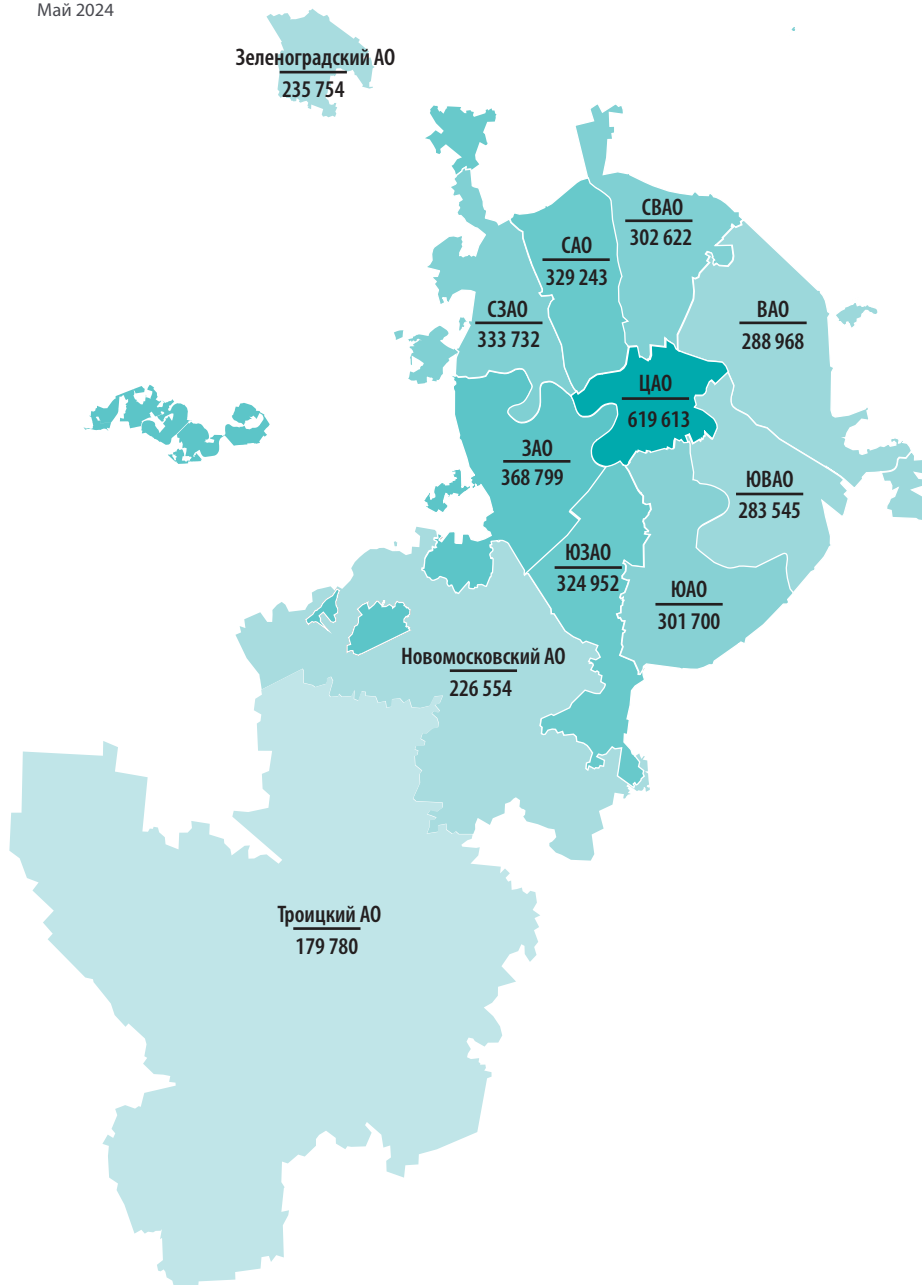 Май 2024
Зеленоградский АО
235 754
СВАО
302 622
САО
329 243
СЗАО
333 732
ВАО
288 968
ЦАО
619 613
ЗАО
368 799
ЮВАО
283 545
ЮЗАО
324 952
ЮАО
301 700
Новомосковский АО
226 554
Троицкий АО
179 780